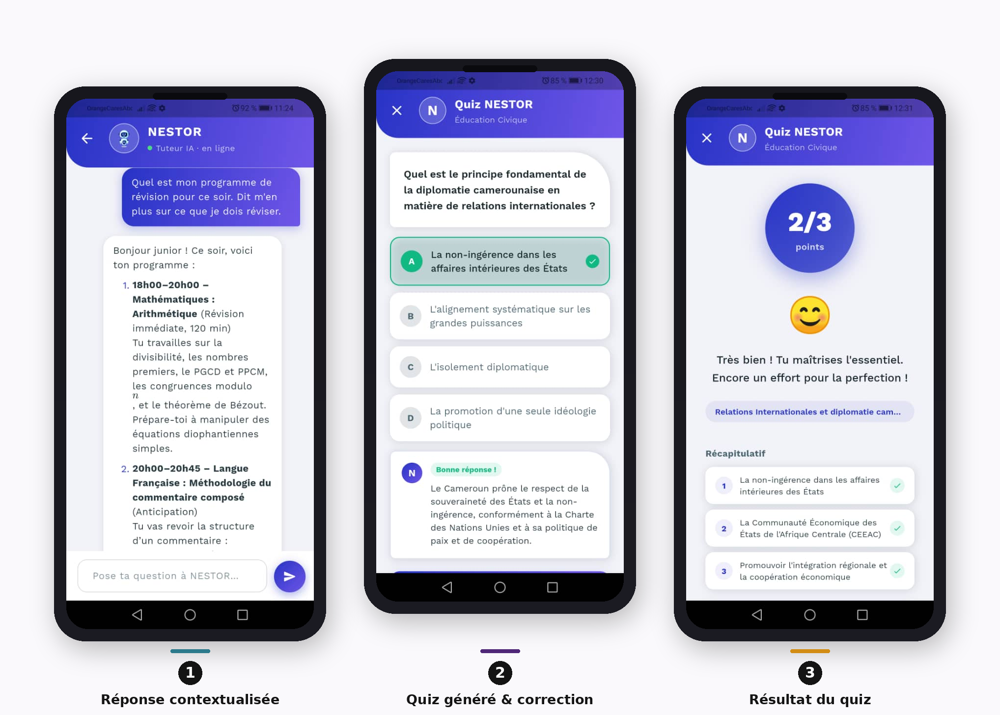 OrangeCaresAbc
92 %
11:24
NESTOR
Tuteur IA · en ligne
Quel est mon programme de
révision pour ce soir. Dit m'en
plus sur ce que je dois réviser.
Bonjour junior ! Ce soir, voici
ton programme :
1. 18h00–20h00 –
Mathématiques :
Arithmétique (Révision
immédiate, 120 min)
Tu travailles sur la
divisibilité, les nombres
premiers, le PGCD et PPCM,
les congruences modulo
n
, et le théorème de Bézout.
Prépare-toi à manipuler des
équations diophantiennes
simples.
2. 20h00–20h45 – Langue
Française : Méthodologie du
commentaire composé
(Anticipation)
Tu vas revoir la structure
d’un commentaire :
Pose ta question à NESTOR...
1
Réponse contextualisée
OrangeCaresAbc
85 %
12:30
N
Quiz NESTOR
Éducation Civique
Quel est le principe fondamental de
la diplomatie camerounaise en
matière de relations internationales ?
A
La non-ingérence dans les
affaires intérieures des États
B
L'alignement systématique sur les
grandes puissances
C
L'isolement diplomatique
D
La promotion d'une seule idéologie
politique
N
Bonne réponse !
Le Cameroun prône le respect de la
souveraineté des États et la non-
ingérence, conformément à la Charte
des Nations Unies et à sa politique de
paix et de coopération.
2
Quiz généré & correction
OrangeCaresAbc
85 %
12:31
N
Quiz NESTOR
Éducation Civique
2/3
points
Très bien ! Tu maîtrises l'essentiel.
Encore un effort pour la perfection !
Relations Internationales et diplomatie cam...
Récapitulatif
1
La non-ingérence dans les affaires
intérieures des États
2
La Communauté Économique des
États de l'Afrique Centrale (CEEAC)
3
Promouvoir l'intégration régionale et
la coopération économique
3
Résultat du quiz